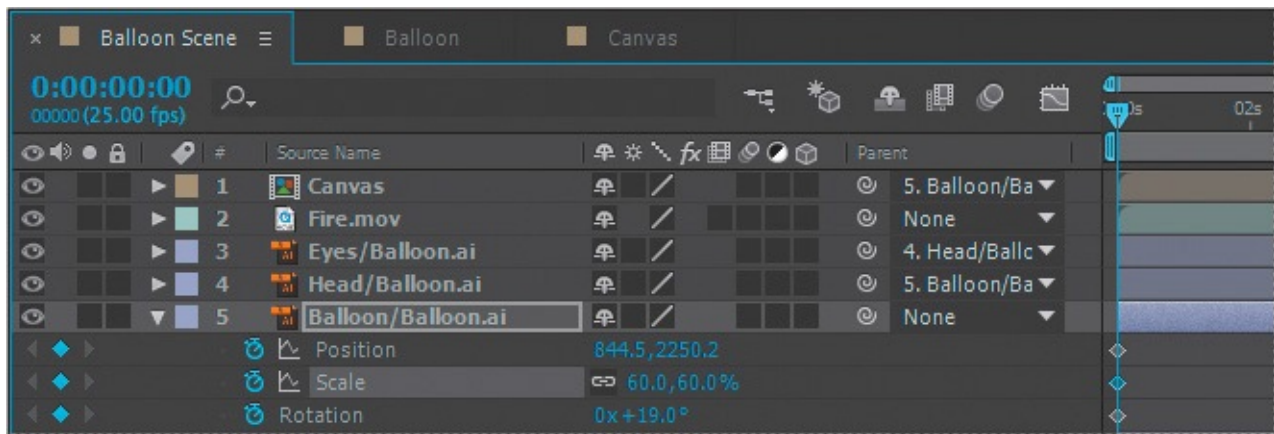 × Balloon Scene Balloon Canvas
0:00:00:00
00000 (25.00 fps)
02s
# Source Name fx Parent
1 Canvas 5. Balloon/Ba
2 Fire.mov None
3 Eyes/Balloon.ai 4. Head/Ballc
4 Head/Balloon.ai 5. Balloon/Ba
5 Balloon/Balloon.ai None
Position 844.5,2250.2
Scale 60.0,60.0%
Rotation 0x+19.0°